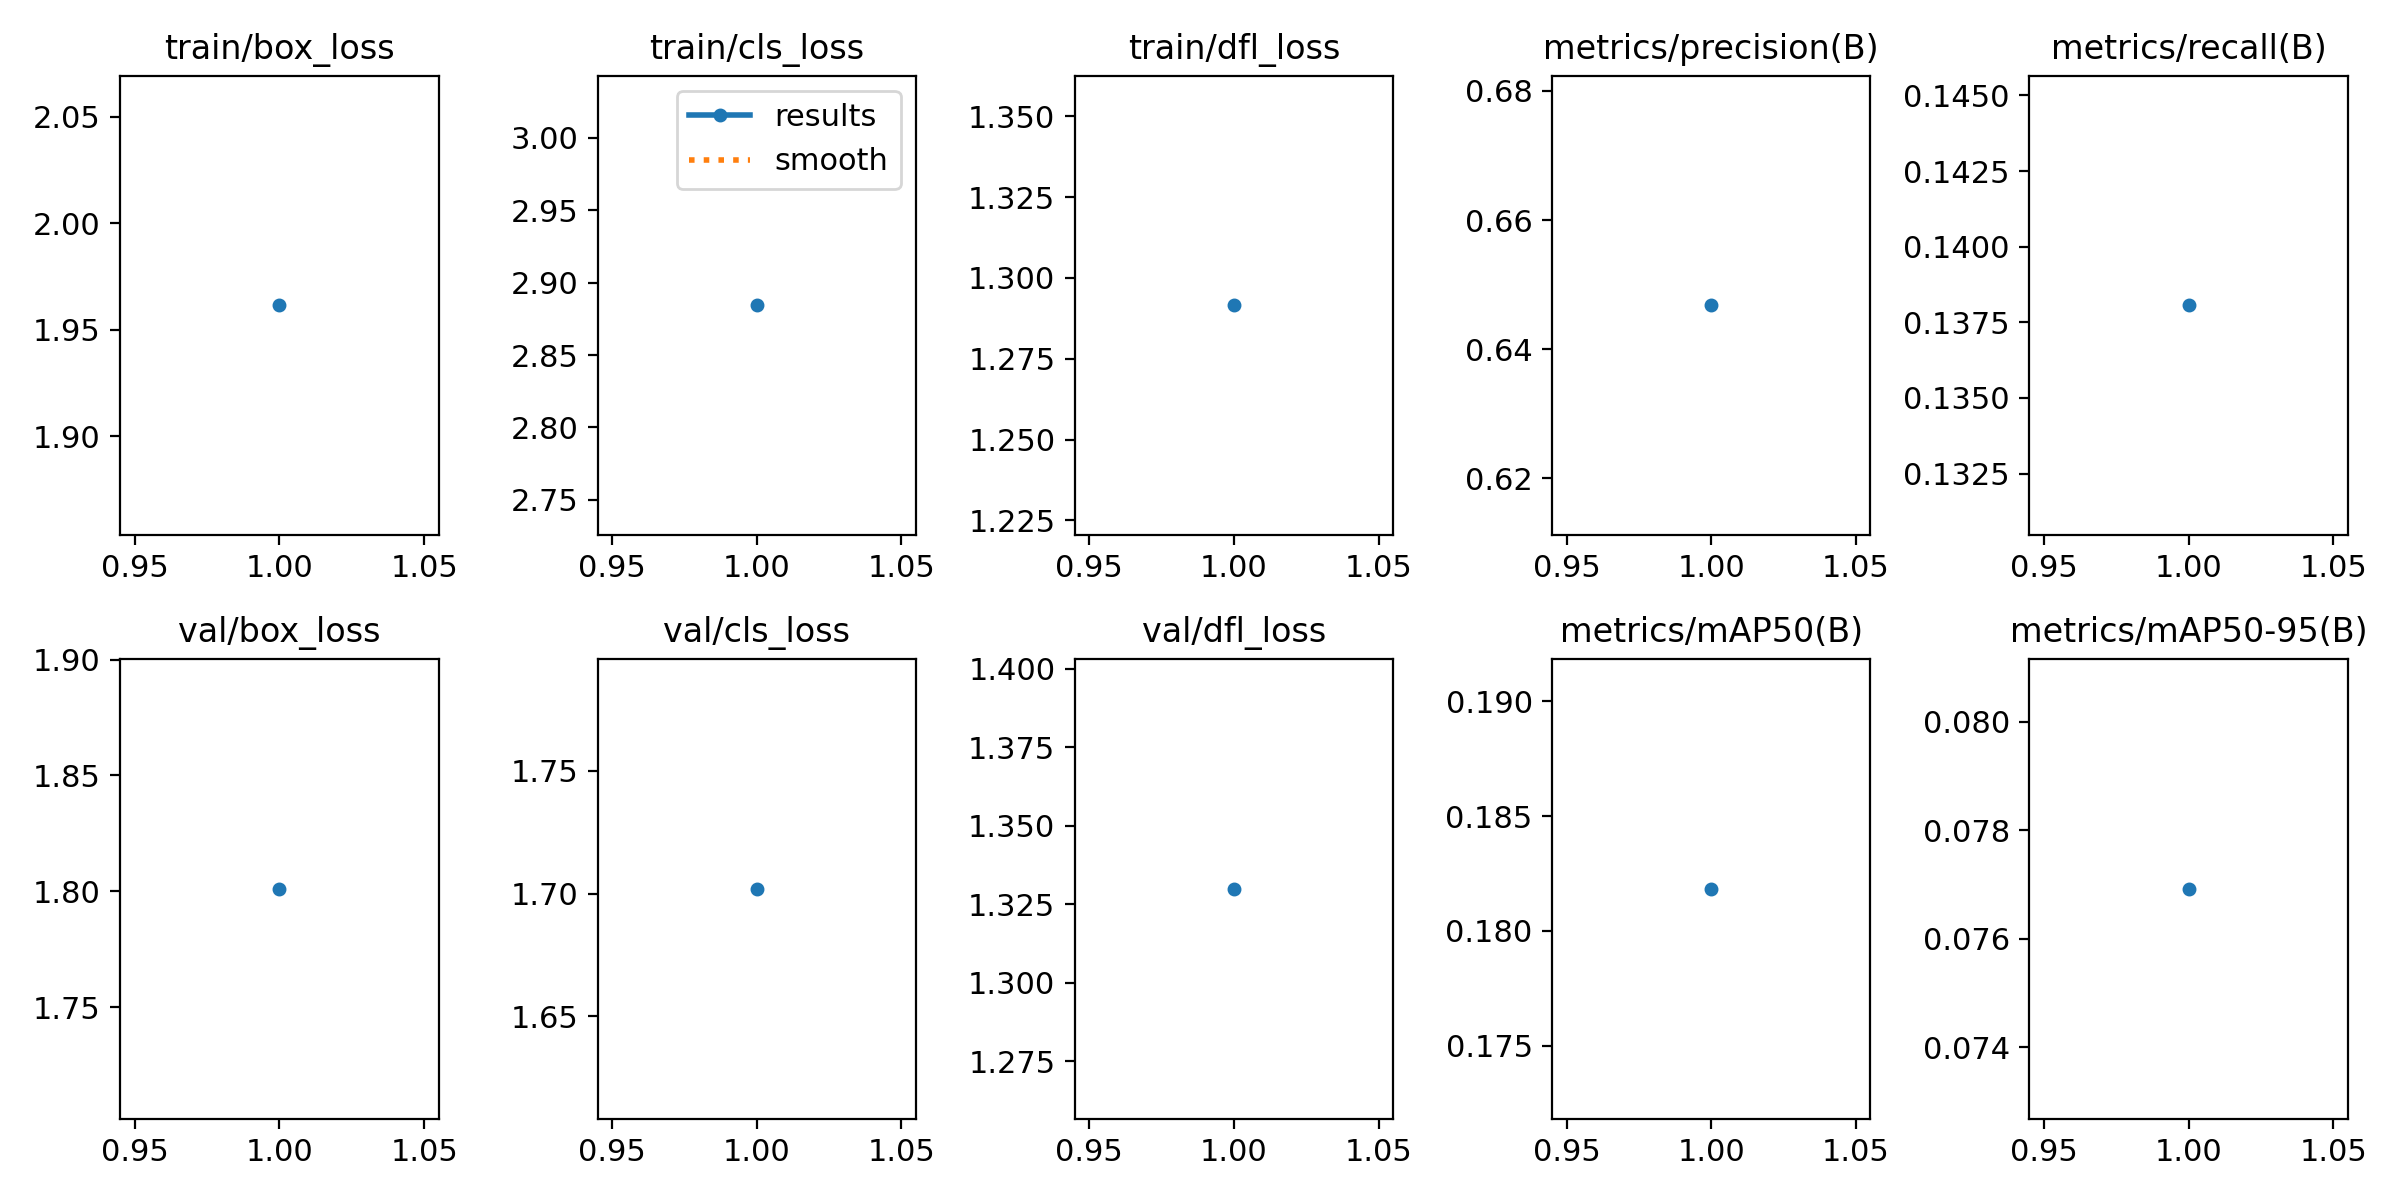 train/box_loss
2.05
2.00
1.95
1.90
0.95 1.00 1.05
train/cls_loss
results
smooth
3.00
2.95
2.90
2.85
2.80
2.75
0.95 1.00 1.05
train/dfl_loss
1.350
1.325
1.300
1.275
1.250
1.225
0.95 1.00 1.05
metrics/precision(B)
0.68
0.66
0.64
0.62
0.95 1.00 1.05
metrics/recall(B)
0.1450
0.1425
0.1400
0.1375
0.1350
0.1325
0.95 1.00 1.05
val/box_loss
1.90
1.85
1.80
1.75
0.95 1.00 1.05
val/cls_loss
1.75
1.70
1.65
0.95 1.00 1.05
val/dfl_loss
1.400
1.375
1.350
1.325
1.300
1.275
0.95 1.00 1.05
metrics/mAP50(B)
0.190
0.185
0.180
0.175
0.95 1.00 1.05
metrics/mAP50-95(B)
0.080
0.078
0.076
0.074
0.95 1.00 1.05